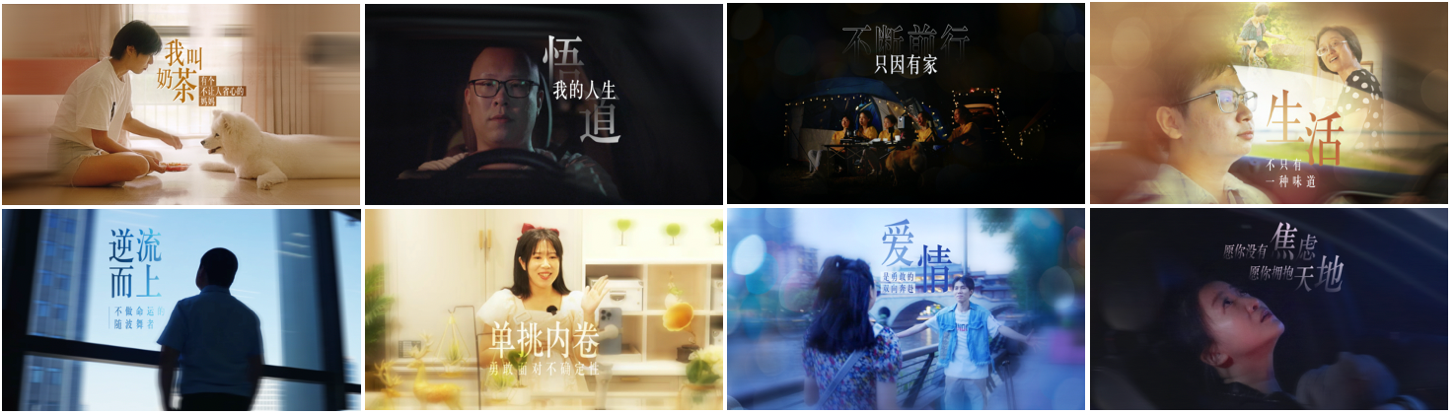 我叫
奶茶
有个
不让人省心的
妈妈
悟
我的人生
道
不断前行
只因有家
生活
不只有
一种味道
逆流
而上
不做命运的
随波舞者
单挑内卷
勇敢面对不确定性
爱情
是勇敢的
双向奔赴
愿你没有焦虑
愿你拥抱天地